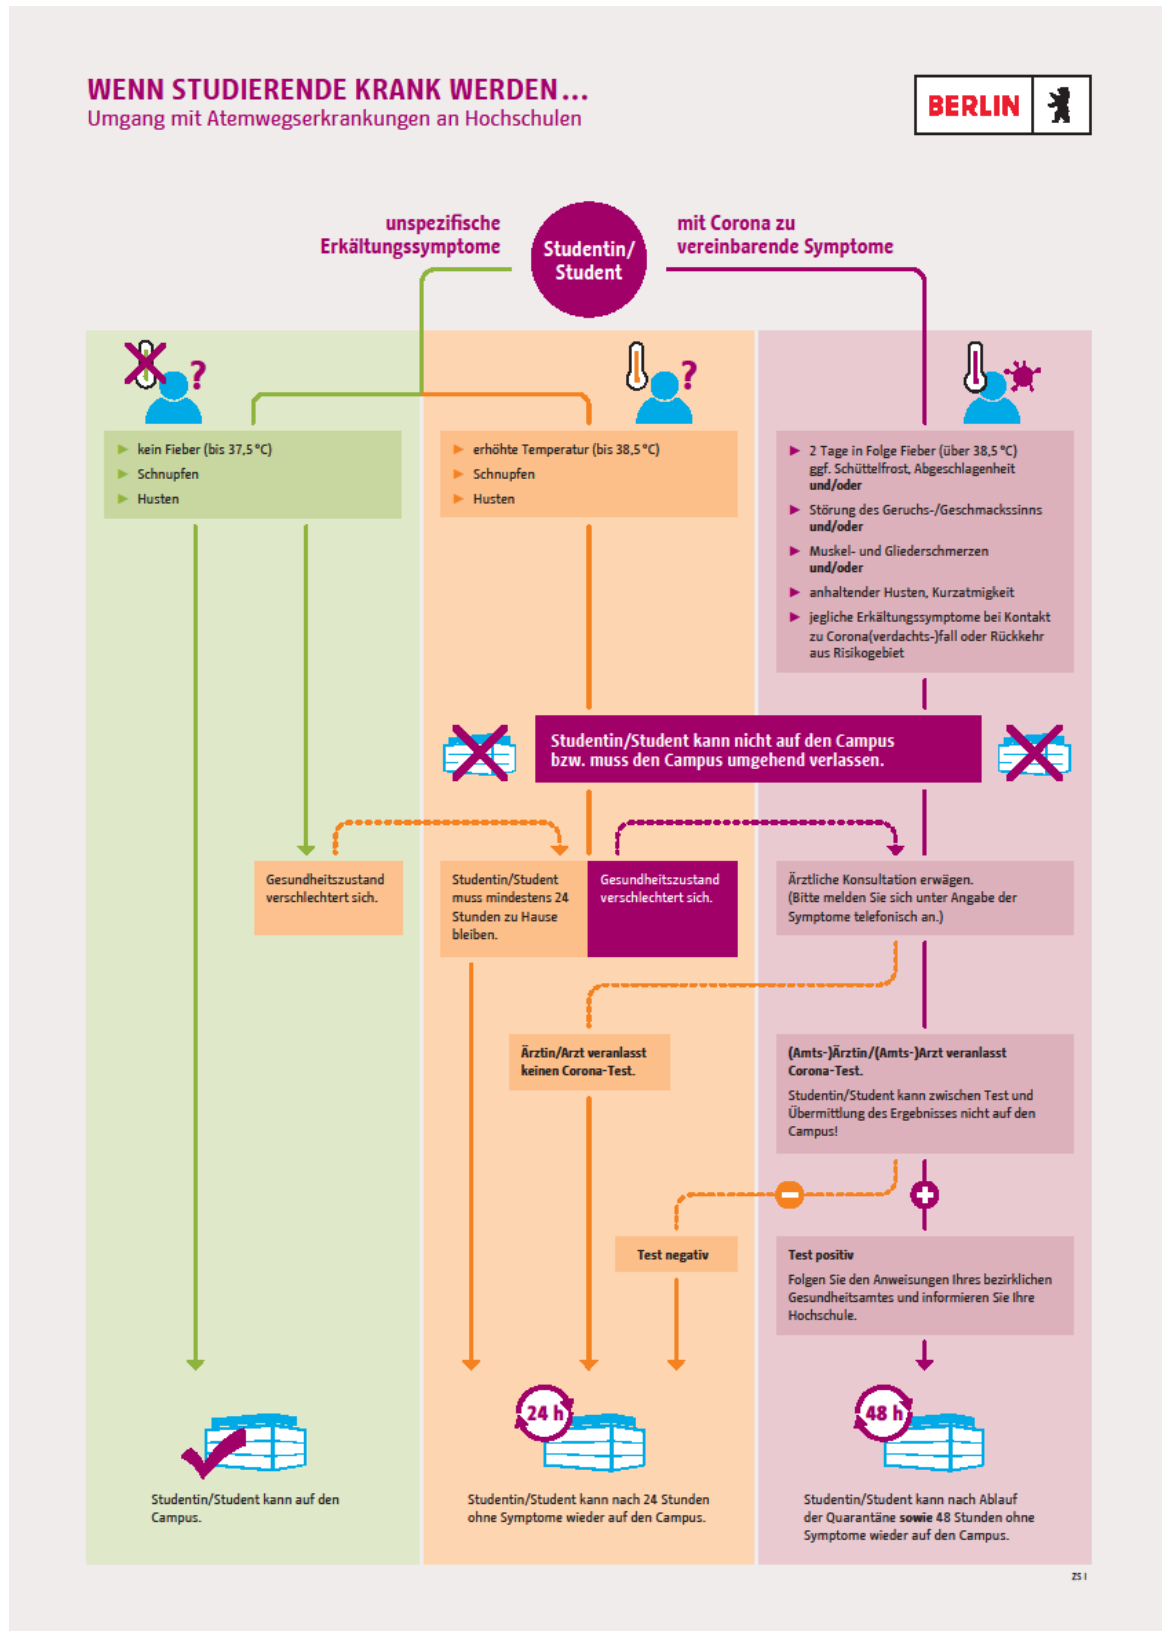 WENN STUDIERENDE KRANK WERDEN...
Umgang mit Atemwegserkrankungen an Hochschulen
BERLIN
unspezifische
Erkältungssymptome
Studentin/
Student
mit Corona zu
vereinbarende Symptome
?
?
kein Fieber (bis 37,5 °C)
Schnupfen
Husten
erhöhte Temperatur (bis 38,5 °C)
Schnupfen
Husten
2 Tage in Folge Fieber (über 38,5 °C)
ggf. Schüttelfrost, Abgeschlagenheit
und/oder
Störung des Geruchs-/Geschmackssinns
und/oder
Muskel- und Gliederschmerzen
und/oder
anhaltender Husten, Kurzatmigkeit
jegliche Erkältungssymptome bei Kontakt
zu Corona(verdachts-)fall oder Rückkehr
aus Risikogebiet
Studentin/Student kann nicht auf den Campus
bzw. muss den Campus umgehend verlassen.
Gesundheitszustand
verschlechtert sich.
Studentin/Student
muss mindestens 24
Stunden zu Hause
bleiben.
Gesundheitszustand
verschlechtert sich.
Ärztliche Konsultation erwägen.
(Bitte melden Sie sich unter Angabe der
Symptome telefonisch an.)
Ärztin/Arzt veranlasst
keinen Corona-Test.
(Amts-)Ärztin/(Amts-)Arzt veranlasst
Corona-Test.
Studentin/Student kann zwischen Test und
Übermittlung des Ergebnisses nicht auf den
Campus!
Test negativ
Test positiv
Folgen Sie den Anweisungen Ihres bezirklichen
Gesundheitsamtes und informieren Sie Ihre
Hochschule.
24 h
48 h
Studentin/Student kann auf den
Campus.
Studentin/Student kann nach 24 Stunden
ohne Symptome wieder auf den Campus.
Studentin/Student kann nach Ablauf
der Quarantäne sowie 48 Stunden ohne
Symptome wieder auf den Campus.
ZS I